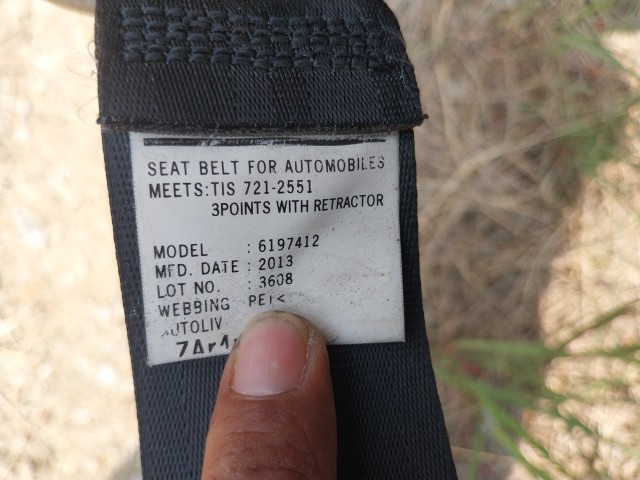 SEAT BELT FOR AUTOMOBILES
MEETS:TIS 721-2551
3POINTS WITH RETRACTOR
MODEL : 6197412
MFD. DATE : 2013
LOT NO. : 3608
WEBBING
AUTOLIV